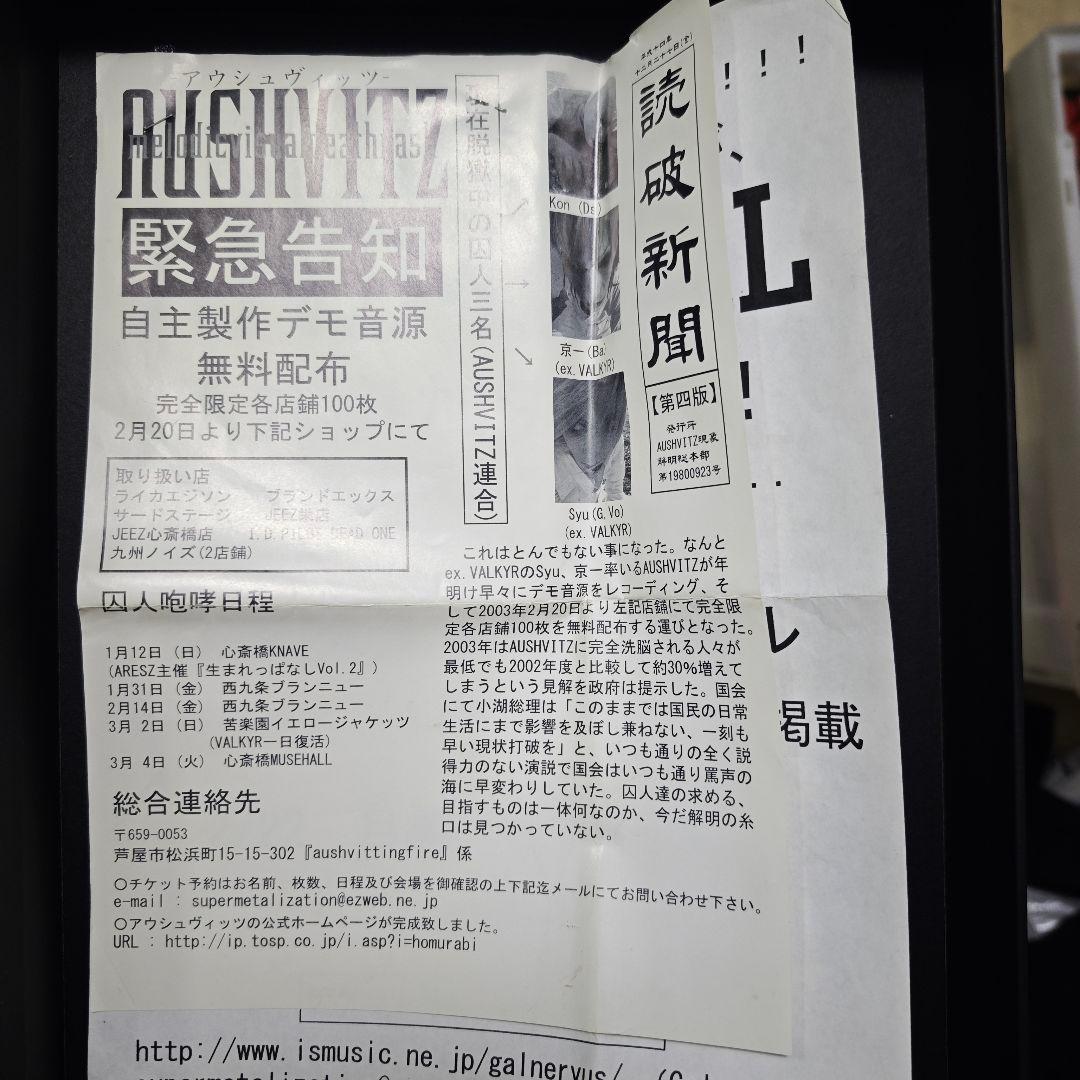 -アウシュヴィッツ-
AUSHVITZ
緊急告知
自主製作デモ音源
無料配布
完全限定各店舗100枚
2月20日より下記ショップにて
取り扱い店
ライカエジソン ブランドエックス
サードステージ JEEZ栄店
JEEZ心斎橋店
九州ノイズ(2店舗)
囚人咆哮日程
1月12日（日） 心斎橋KNAVE
(ARESZ主催『生まれっぱなしVol.2』)
1月31日（金） 西九条ブランニュー
2月14日（金） 西九条ブランニュー
3月 2日（日） 苦楽園イエロージャケッツ
(VALKYR一日復活)
3月 4日（火） 心斎橋MUSEHALL
総合連絡先
〒659-0053
芦屋市松浜町15-15-302『aushvittingfire』係
○チケット予約はお名前、枚数、日程及び会場を御確認の上下記迄メールにてお問い合わせ下さい。
e-mail : supermetalization@ezweb.ne.jp
○アウシュヴィッツの公式ホームページが完成致しました。
URL : http://ip.tosp.co.jp/i.asp?i=homurabi
現在脱獄中の囚人三名(AUSHVITZ連合)
→
Kon (Ds)
京一(Ba)
(ex.VALKYR)
Syu(G.Vo)
(ex.VALKYR)
平成十四年
十二月二十七日(金)
読破新聞
【第四版】
発行所
AUSHVITZ現象
解明総本部
第19800923号
これはとんでもない事になった。なんと
ex.VALKYRのSyu、京一率いるAUSHVITZが年
明け早々にデモ音源をレコーディング、そ
して2003年2月20日より左記店舗にて完全限
定各店舗100枚を無料配布する運びとなった。
2003年はAUSHVITZに完全洗脳される人々が
最低でも2002年度と比較して約30%増えて
しまうという見解を政府は提示した。国会
にて小湖総理は「このままでは国民の日常
生活にまで影響を及ぼし兼ねない、一刻も
早い現状打破を」と、いつも通りの全く説
得力のない演説で国会はいつも通り罵声の
海に早変わりしていた。囚人達の求める、
目指すものは一体何なのか、今だ解明の糸
口は見つかっていない。
!!!
L
!
ル
掲載
http://www.ismusic.ne.jp/galneryus/